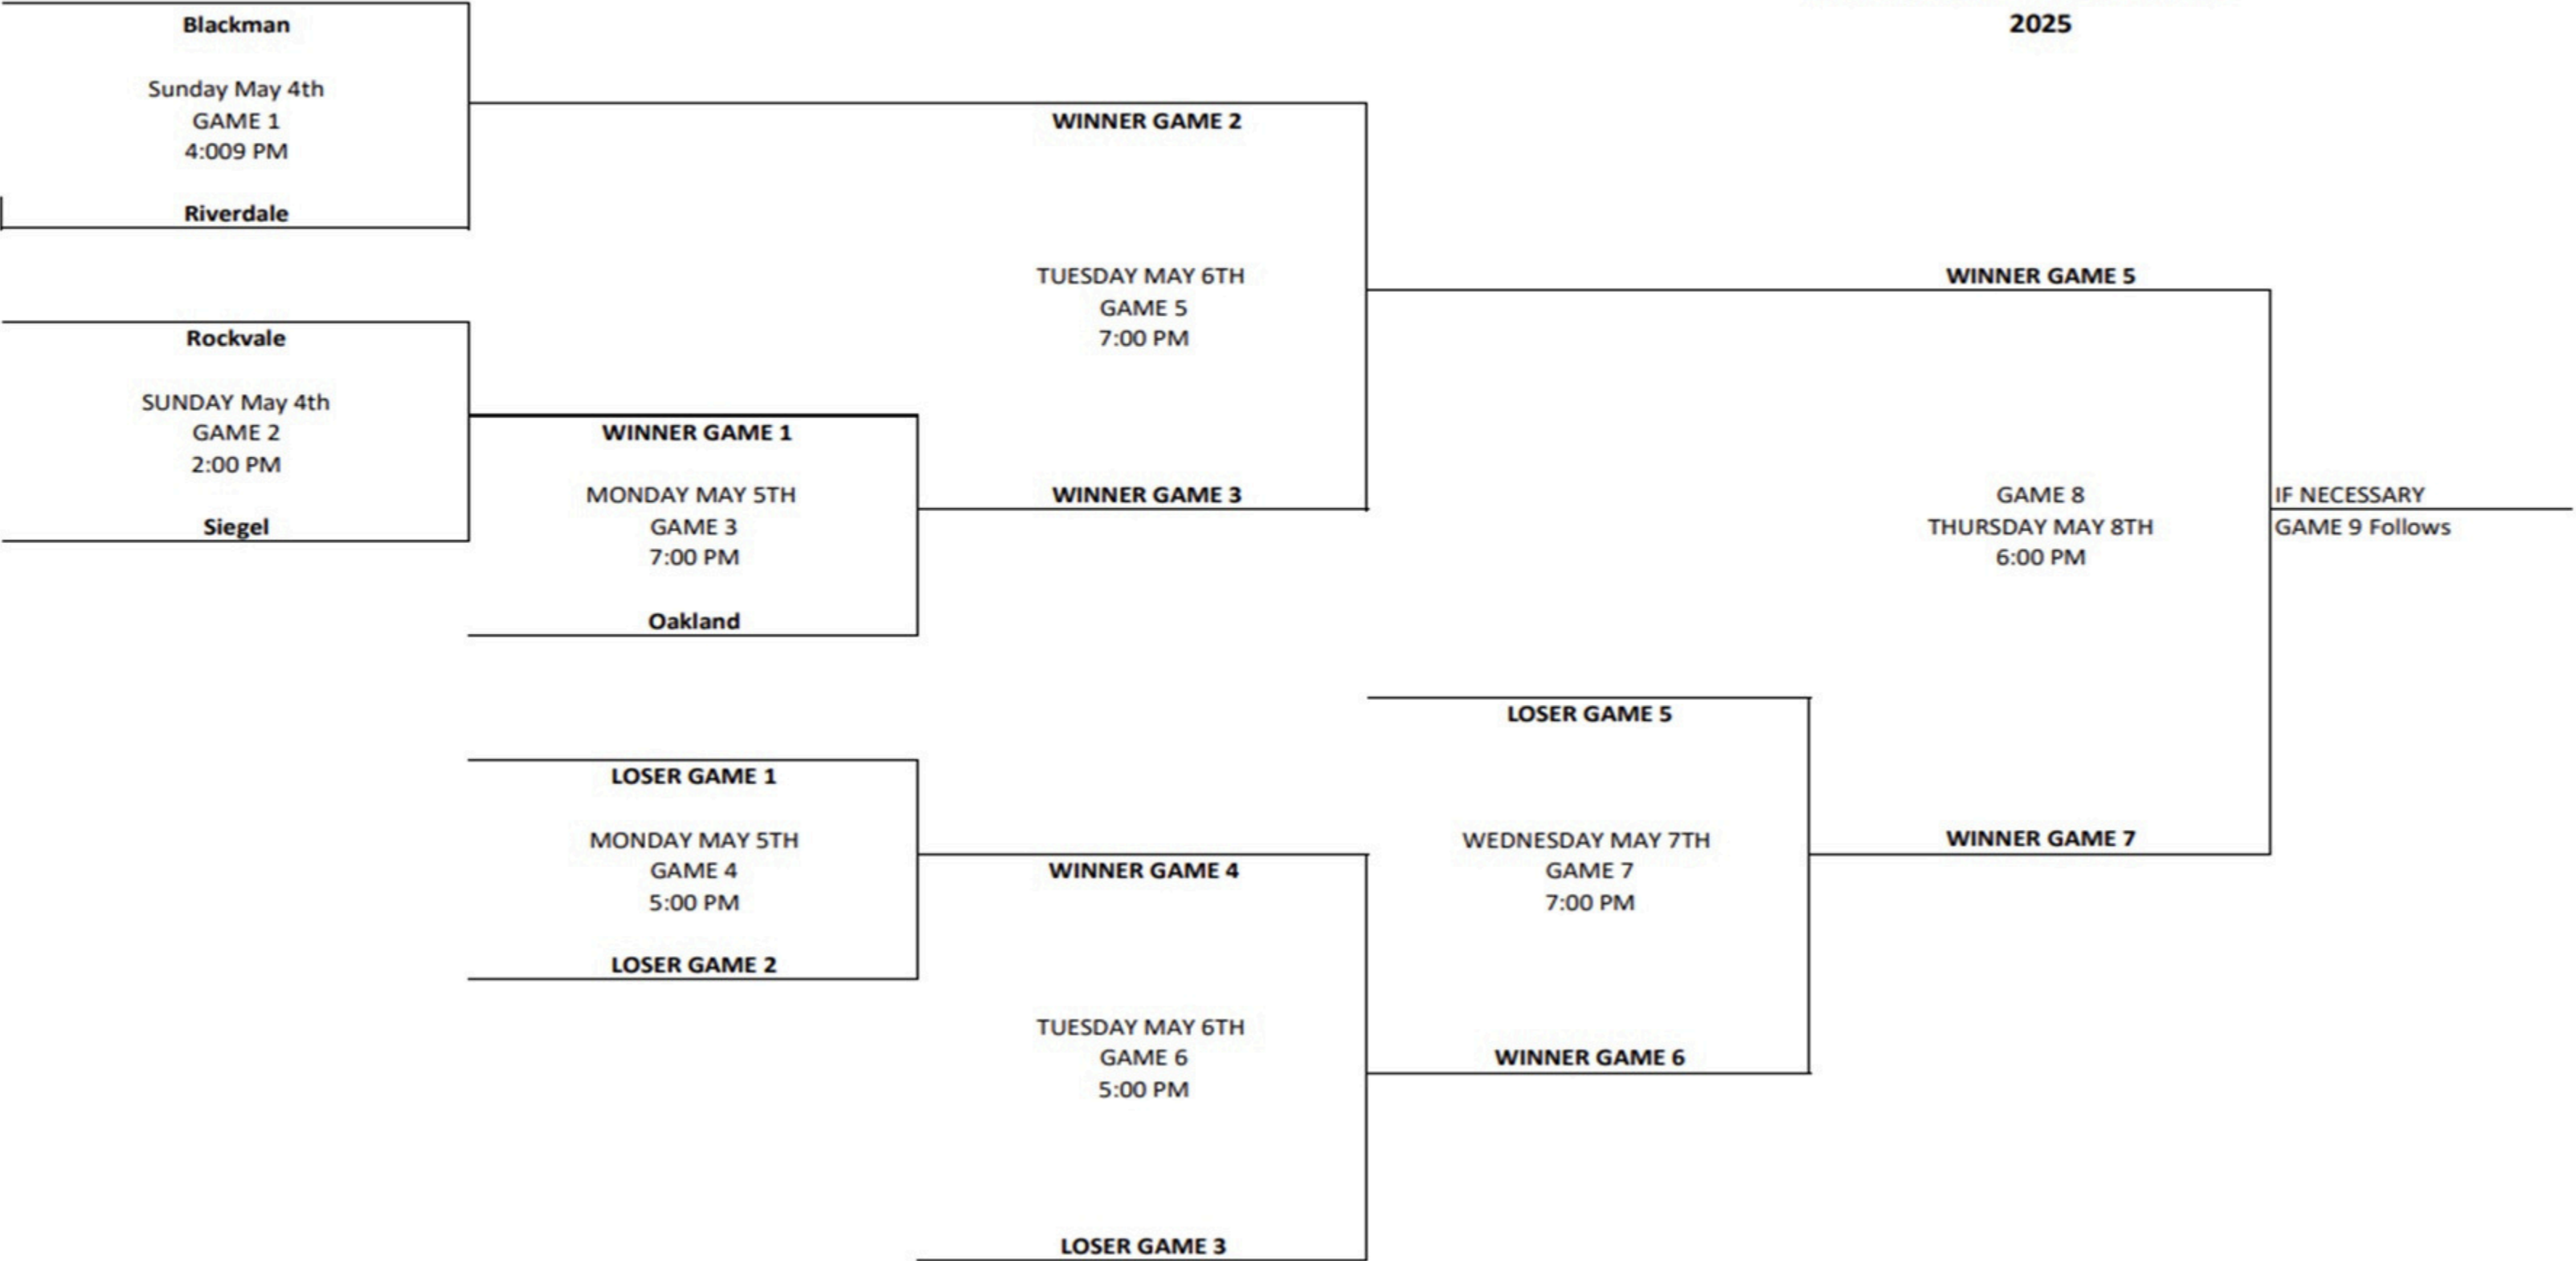 2025
Blackman
Sunday May 4th
GAME 1
4:009 PM
Riverdale
Rockvale
SUNDAY May 4th
GAME 2
2:00 PM
Siegel
WINNER GAME 1
MONDAY MAY 5TH
GAME 3
7:00 PM
Oakland
LOSER GAME 1
MONDAY MAY 5TH
GAME 4
5:00 PM
LOSER GAME 2
WINNER GAME 2
TUESDAY MAY 6TH
GAME 5
7:00 PM
WINNER GAME 3
WINNER GAME 4
TUESDAY MAY 6TH
GAME 6
5:00 PM
LOSER GAME 3
LOSER GAME 5
WEDNESDAY MAY 7TH
GAME 7
7:00 PM
WINNER GAME 6
WINNER GAME 5
GAME 8
THURSDAY MAY 8TH
6:00 PM
WINNER GAME 7
IF NECESSARY
GAME 9 Follows